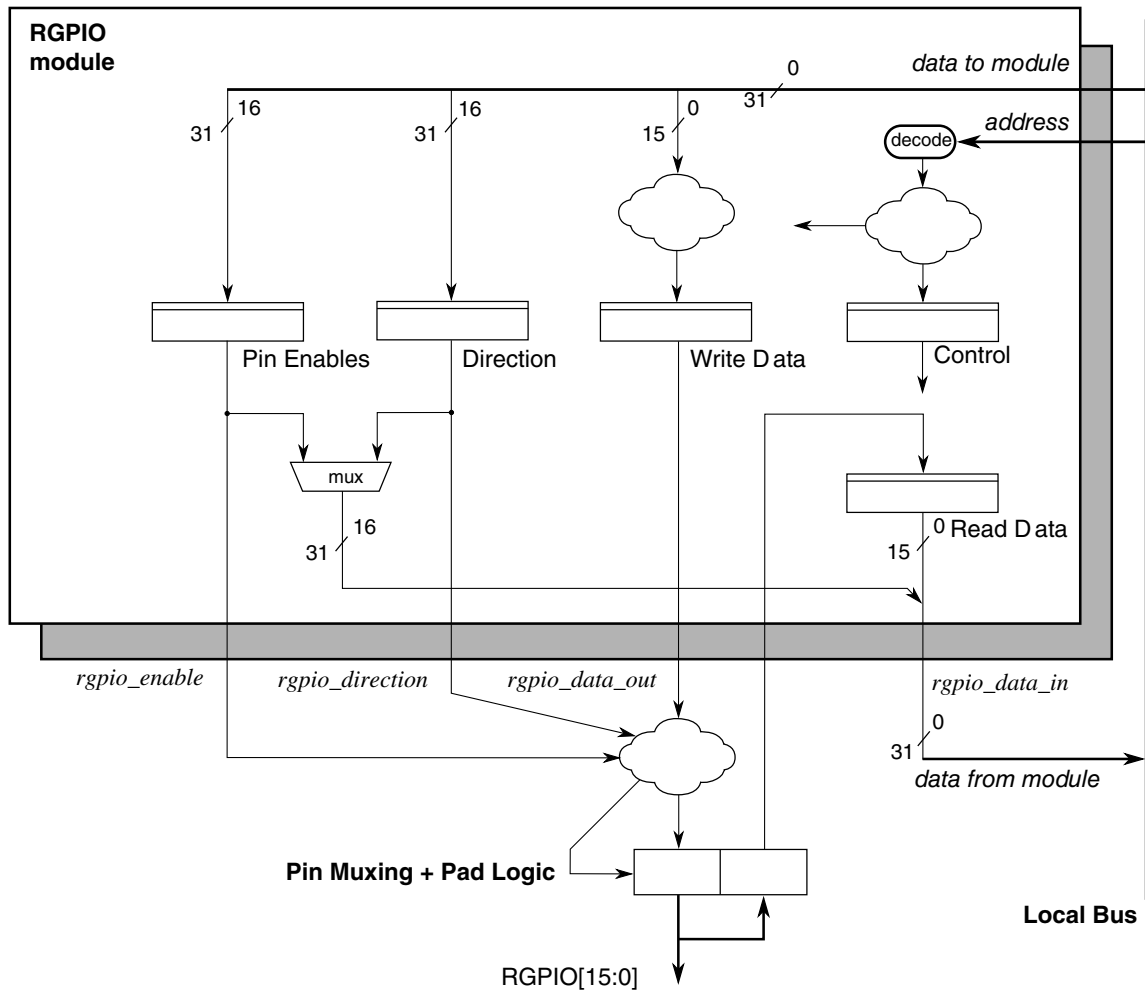 RGPIO
module
data to module
0
31
16
31
16
31
0
15
address
decode
Pin Enables
Direction
Write Data
Control
mux
16
31
0
15
Read Data
rgpio_enable
rgpio_direction
rgpio_data_out
rgpio_data_in
0
31
data from module
Pin Muxing + Pad Logic
Local Bus
RGPIO[15:0]